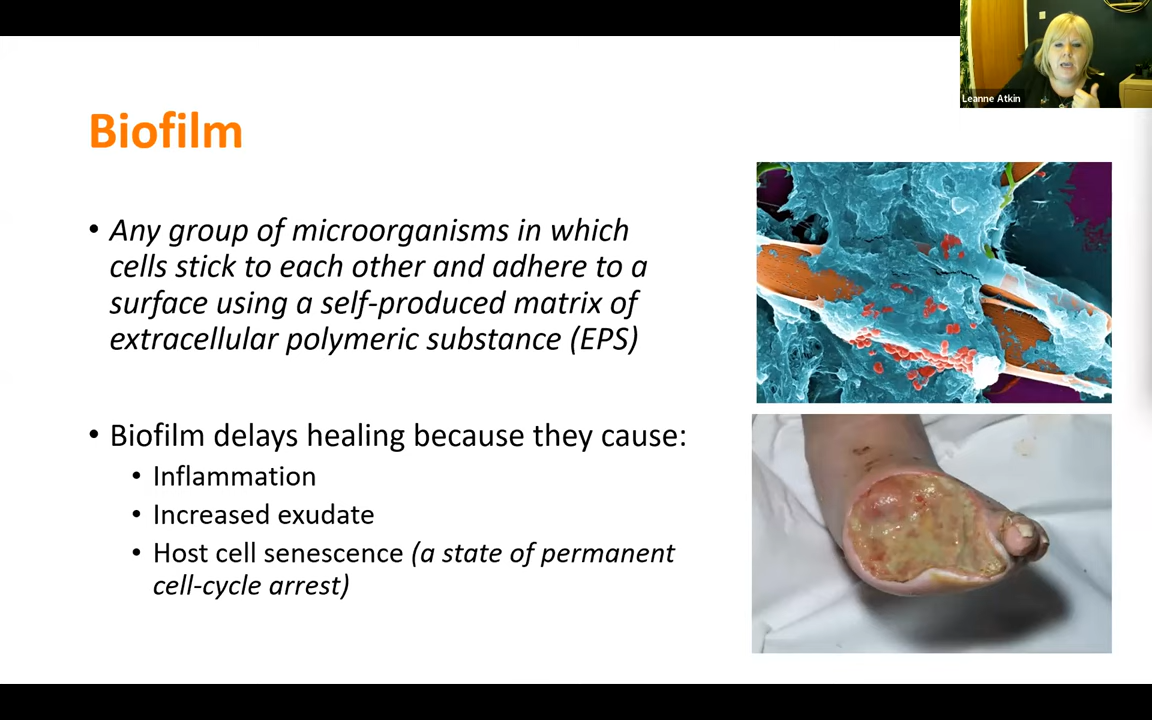 Leanne Atkin
Biofilm
• Any group of microorganisms in which
cells stick to each other and adhere to a
surface using a self-produced matrix of
extracellular polymeric substance (EPS)
• Biofilm delays healing because they cause:
• Inflammation
• Increased exudate
• Host cell senescence (a state of permanent
cell-cycle arrest)